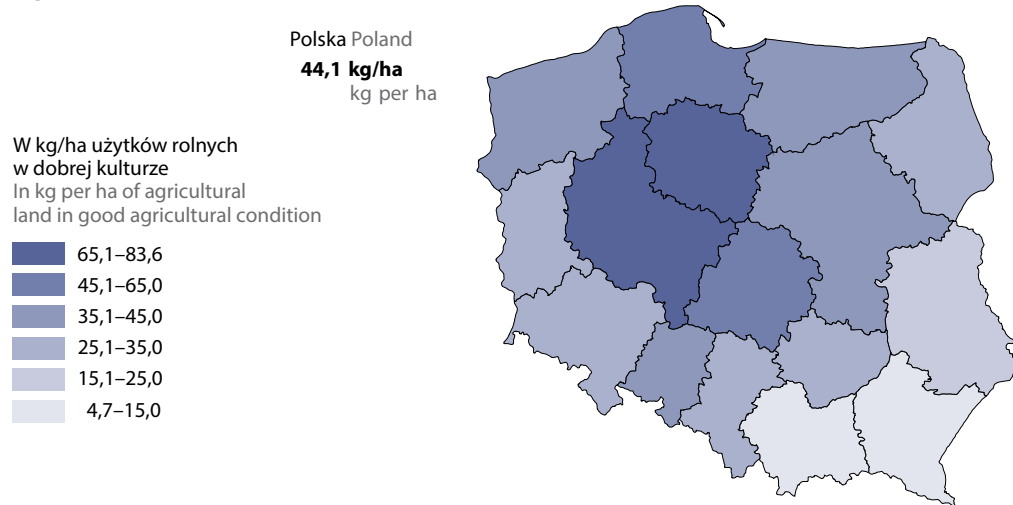 Polska Poland
44,1 kg/ha
kg per ha
W kg/ha użytków rolnych
w dobrej kulturze
In kg per ha of agricultural
land in good agricultural condition
65,1–83,6
45,1–65,0
35,1–45,0
25,1–35,0
15,1–25,0
4,7–15,0